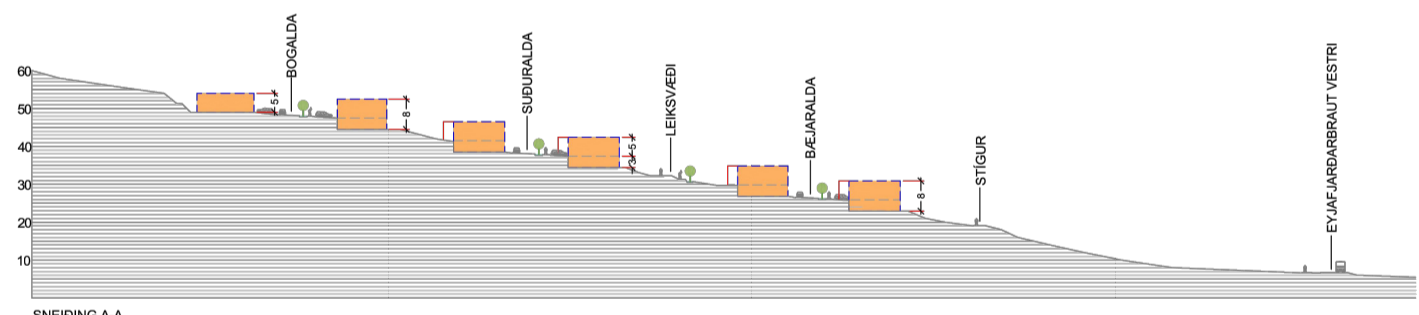 BOGALDA
SUÐURALDA
LEIKSVÆÐI
BÆJARALDA
STÍGUR
EYJAFJARÐARBRAUT VESTRI
60
50
40
30
20
10
5
8
5
3
8
SNEIÐING A-A